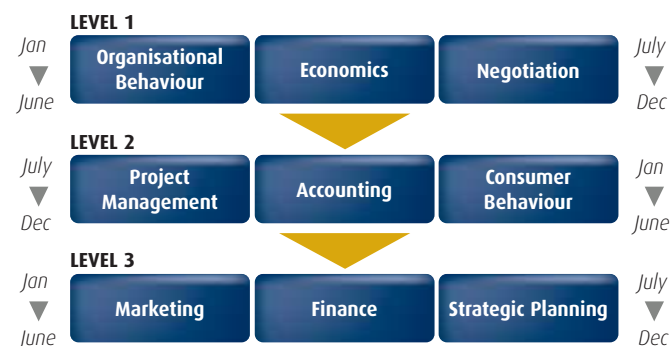 LEVEL 1
Jan
June
Organisational
Behaviour
Economics
Negotiation
July
Dec
LEVEL 2
July
Dec
Project
Management
Accounting
Consumer
Behaviour
Jan
June
LEVEL 3
Jan
June
Marketing
Finance
Strategic Planning
July
Dec